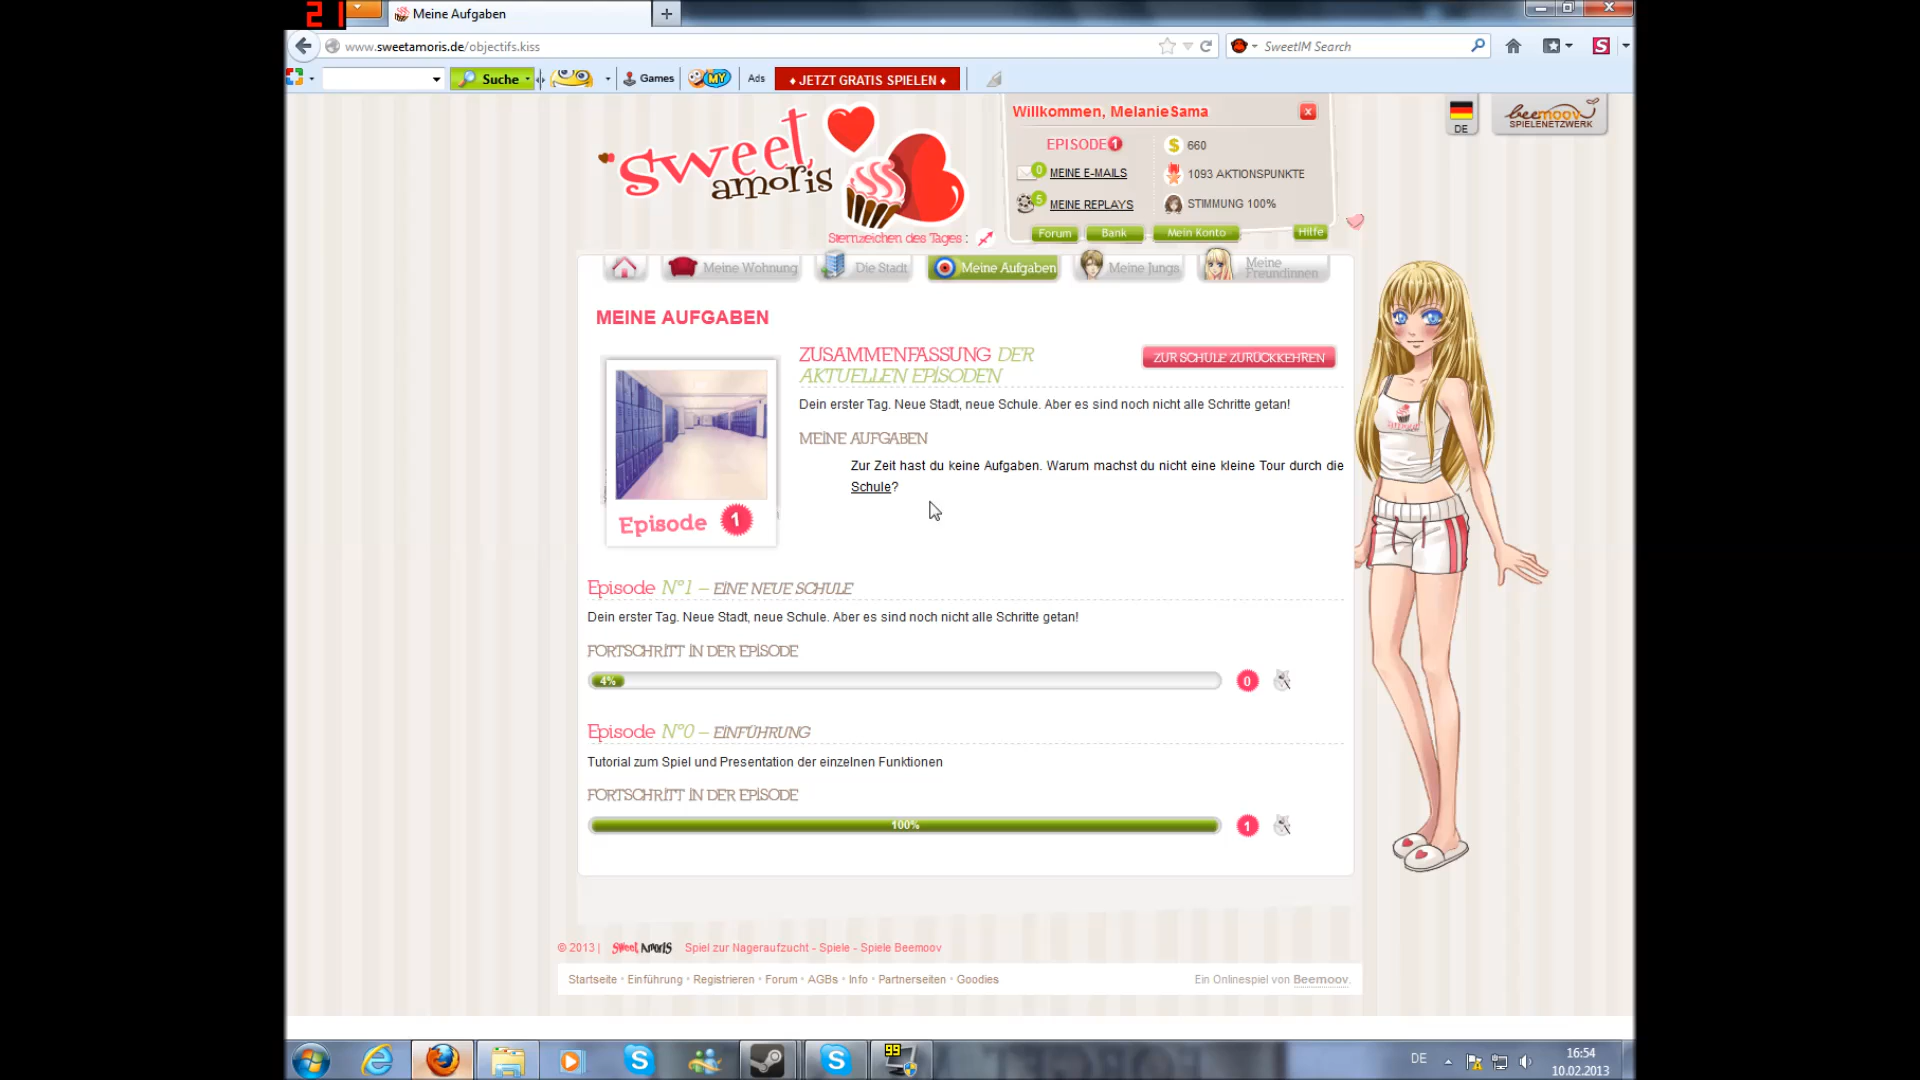 21
Meine Aufgaben
www.sweetamoris.de/objectifs.kiss
SweetIM Search
Suche
Games
MY
Ads
♦ JETZT GRATIS SPIELEN ♦
sweet amoris
Sternzeichen des Tages :
Willkommen, MelanieSama
x
EPISODE 1
$ 660
0 MEINE E-MAILS
1093 AKTIONSPUNKTE
5 MEINE REPLAYS
STIMMUNG 100%
Forum Bank Mein Konto Hilfe
DE
beemoov
SPIELENETZWERK
Meine Wohnung
Die Stadt
Meine Aufgaben
Meine Jungs
Meine Freundinnen
MEINE AUFGABEN
ZUSAMMENFASSUNG DER
AKTUELLEN EPISODEN
ZUR SCHULE ZURÜCKKEHREN
Dein erster Tag. Neue Stadt, neue Schule. Aber es sind noch nicht alle Schritte getan!
MEINE AUFGABEN
Zur Zeit hast du keine Aufgaben. Warum machst du nicht eine kleine Tour durch die
Schule?
Episode 1
Episode N°1 – EINE NEUE SCHULE
Dein erster Tag. Neue Stadt, neue Schule. Aber es sind noch nicht alle Schritte getan!
FORTSCHRITT IN DER EPISODE
4% 0
Episode N°0 – EINFÜHRUNG
Tutorial zum Spiel und Presentation der einzelnen Funktionen
FORTSCHRITT IN DER EPISODE
100% 1
© 2013 | Sweet Amoris Spiel zur Nageraufzucht - Spiele - Spiele Beemoov
Startseite • Einführung • Registrieren • Forum • AGBs • Info • Partnerseiten • Goodies
Ein Onlinespiel von Beemoov.
99
DE
16:54
10.02.2013